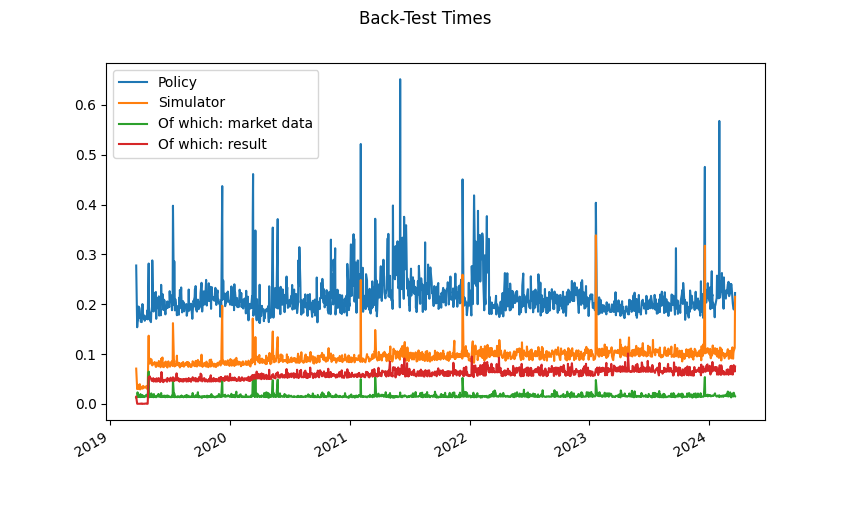 Back-Test Times
Policy
Simulator
Of which: market data
Of which: result
0.6
0.5
0.4
0.3
0.2
0.1
0.0
2019
2020
2021
2022
2023
2024